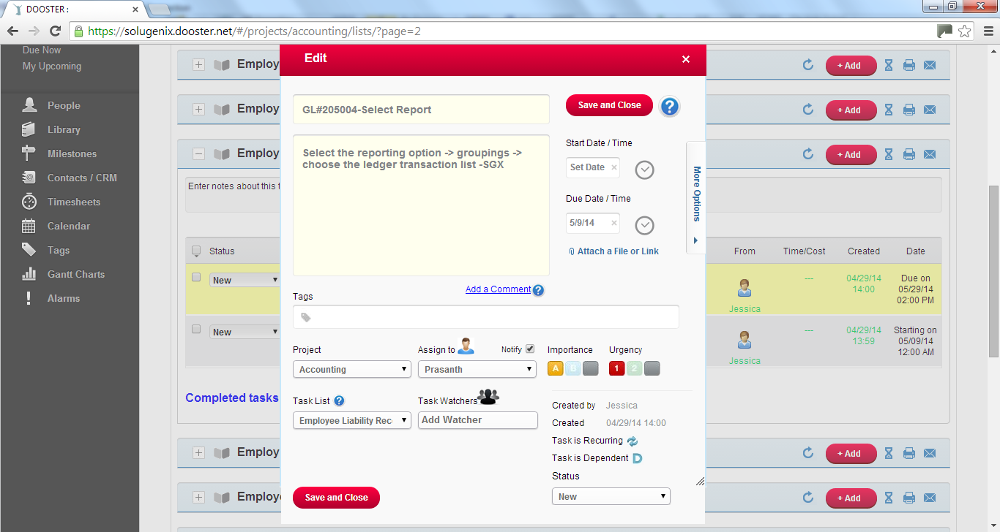 DOOSTER :
https://solugenix.dooster.net/#/projects/accounting/lists/?page=2
Due Now
My Upcoming
People
Library
Milestones
Contacts / CRM
Timesheets
Calendar
Tags
Gantt Charts
Alarms
Employ
+ Add
Employ
+ Add
Employ
+ Add
Enter notes about this t
Status
From
Time/Cost
Created
Date
New
Jessica
---
04/29/14
14:00
Due on
05/29/14
02:00 PM
New
Jessica
---
04/29/14
13:59
Starting on
05/09/14
12:00 AM
Completed tasks
Employ
+ Add
Employ
+ Add
Edit
GL#205004-Select Report
Save and Close
?
Select the reporting option -> groupings ->
choose the ledger transaction list -SGX
Start Date / Time
Set Date
Due Date / Time
5/9/14
Attach a File or Link
More Options
Add a Comment ?
Tags
Project
Assign to
Notify
Importance
Urgency
Accounting
Prasanth
A B
1 2
Task List ?
Task Watchers
Employee Liability Rec
Add Watcher
Created by Jessica
Created 04/29/14 14:00
Task is Recurring
Task is Dependent D
Status
New
Save and Close